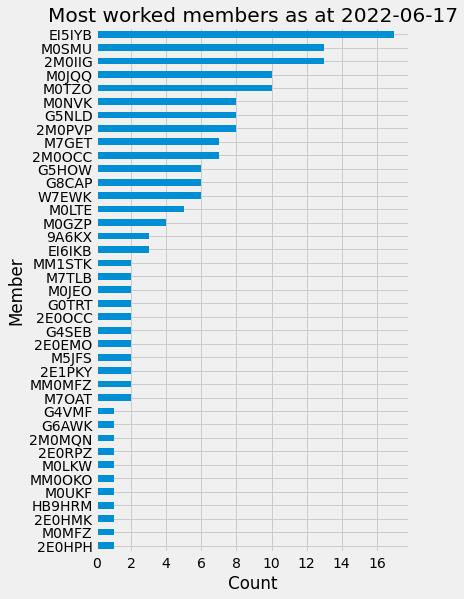 Most worked members as at 2022-06-17
EI5IYB
M0SMU
2M0IIG
M0JQQ
M0TZO
M0NVK
G5NLD
2M0PVP
M7GET
2M0OCC
G5HOW
G8CAP
W7EWK
M0LTE
M0GZP
9A6KX
EI6IKB
MM1STK
M7TLB
M0JEO
G0TRT
2E0OCC
G4SEB
2E0EMO
M5JFS
2E1PKY
MM0MFZ
M7OAT
G4VMF
G6AWK
2M0MQN
2E0RPZ
M0LKW
MM0OKO
M0UKF
HB9HRM
2E0HMK
M0MFZ
2E0HPH
Member
0 2 4 6 8 10 12 14 16
Count